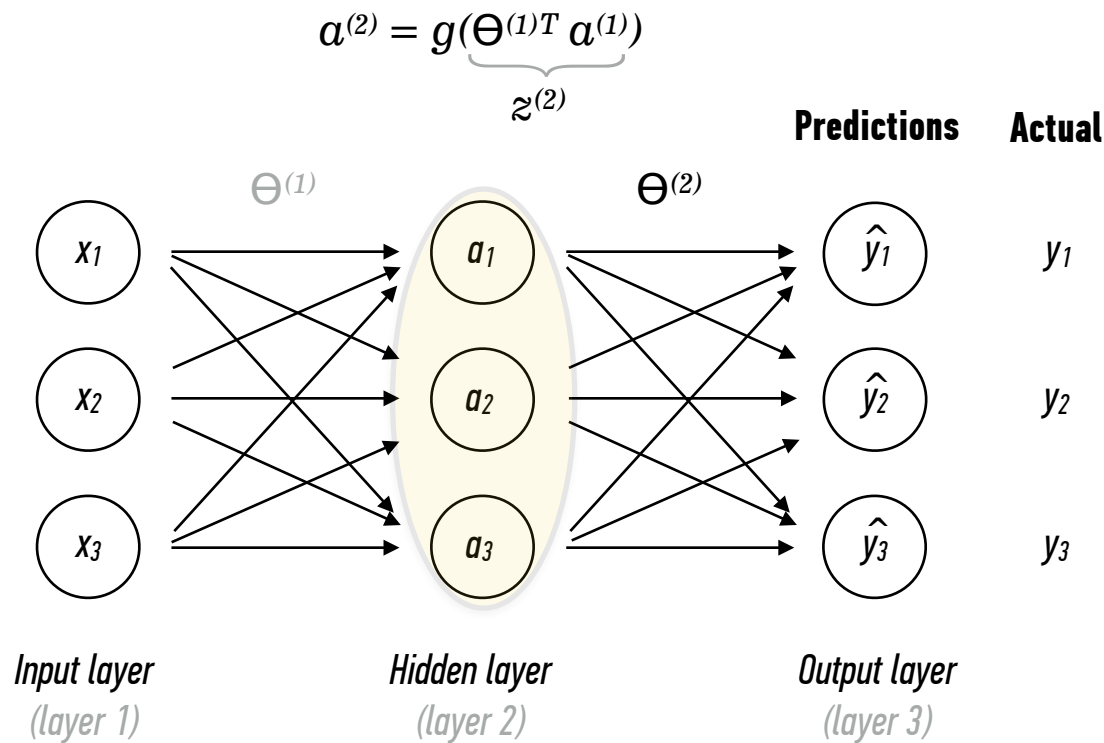 a⁽²⁾ = g(Θ⁽¹⁾ᵀ a⁽¹⁾)
z⁽²⁾
Predictions Actual
Θ⁽¹⁾ Θ⁽²⁾
x₁ a₁ ŷ₁ y₁
x₂ a₂ ŷ₂ y₂
x₃ a₃ ŷ₃ y₃
Input layer Hidden layer Output layer
(layer 1) (layer 2) (layer 3)